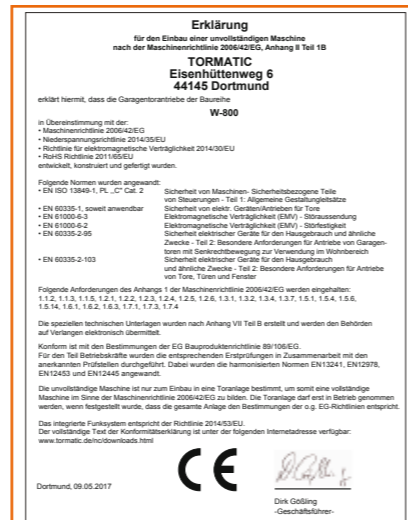 Erklärung
für den Einbau einer unvollständigen Maschine
nach der Maschinenrichtlinie 2006/42/EG, Anhang II Teil 1B
TORMATIC
Eisenhüttenweg 6
44145 Dortmund
erklärt hiermit, dass die Garagentorantriebe der Baureihe
W-800
in Übereinstimmung mit der:
• Maschinenrichtlinie 2006/42/EG
• Niederspannungsrichtlinie 2014/35/EU
• Richtlinie für elektromagnetische Verträglichkeit 2014/30/EU
• RoHS Richtlinie 2011/65/EU
entwickelt, konstruiert und gefertigt wurden.
Folgende Normen wurden angewandt:
• EN ISO 13849-1, PL „C“ Cat. 2 Sicherheit von Maschinen- Sicherheitsbezogene Teile
von Steuerungen - Teil 1: Allgemeine Gestaltungleitsätze
• EN 60335-1, soweit anwendbar Sicherheit von elektr. Geräten/Antrieben für Tore
• EN 61000-6-3 Elektromagnetische Verträglichkeit (EMV) - Störaussendung
• EN 61000-6-2 Elektromagnetische Verträglichkeit (EMV) - Störfestigkeit
• EN 60335-2-95 Sicherheit elektrischer Geräte für den Hausgebrauch und ähnliche
Zwecke - Teil 2: Besondere Anforderungen für Antriebe von Garagen-
toren mit Senkrechtbewegung zur Verwendung im Wohnbereich
• EN 60335-2-103 Sicherheit elektrischer Geräte für den Hausgebrauch
und ähnliche Zwecke - Teil 2: Besondere Anforderungen für Antriebe
von Tore, Türen und Fenster
Folgende Anforderungen des Anhangs 1 der Maschinenrichtlinie 2006/42/EG werden eingehalten:
1.1.2, 1.1.3, 1.1.5, 1.2.1, 1.2.2, 1.2.3, 1.2.4, 1.2.5, 1.2.6, 1.3.1, 1.3.2, 1.3.4, 1.3.7, 1.5.1, 1.5.4, 1.5.6,
1.5.14, 1.6.1, 1.6.2, 1.6.3, 1.7.1, 1.7.3, 1.7.4
Die speziellen technischen Unterlagen wurden nach Anhang VII Teil B erstellt und werden den Behörden
auf Verlangen elektronisch übermittelt.
Konform ist mit den Bestimmungen der EG Bauproduktenrichtlinie 89/106/EG.
Für den Teil Betriebskräfte wurden die entsprechenden Erstprüfungen in Zusammenarbeit mit den
anerkannten Prüfstellen durchgeführt. Dabei wurden die harmonisierten Normen EN13241, EN12978,
EN12453 und EN12445 angewandt.
Die unvollständige Maschine ist nur zum Einbau in eine Toranlage bestimmt, um somit eine vollständige
Maschine im Sinne der Maschinenrichtlinie 2006/42/EG zu bilden. Die Toranlage darf erst in Betrieb genommen
werden, wenn festgestellt wurde, dass die gesamte Anlage den Bestimmungen der o.g. EG-Richtlinien entspricht.
Das integrierte Funksystem entspricht der Richtlinie 2014/53/EU.
Der vollständige Text der Konformitätserklärung ist unter der folgenden Internetadresse verfügbar:
www.tormatic.de/nc/downloads.html
CE
Dortmund, 09.05.2017
Dirk Gößling
-Geschäftsführer-